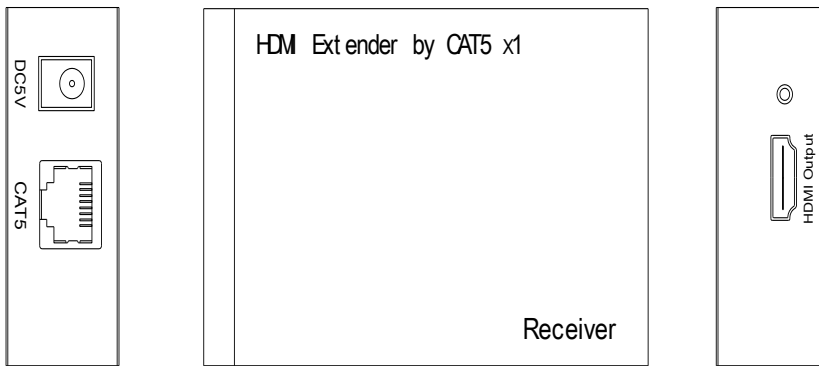 DC5V
CAT5
HDMI Extender by CAT5 x1
Receiver
HDMI Output